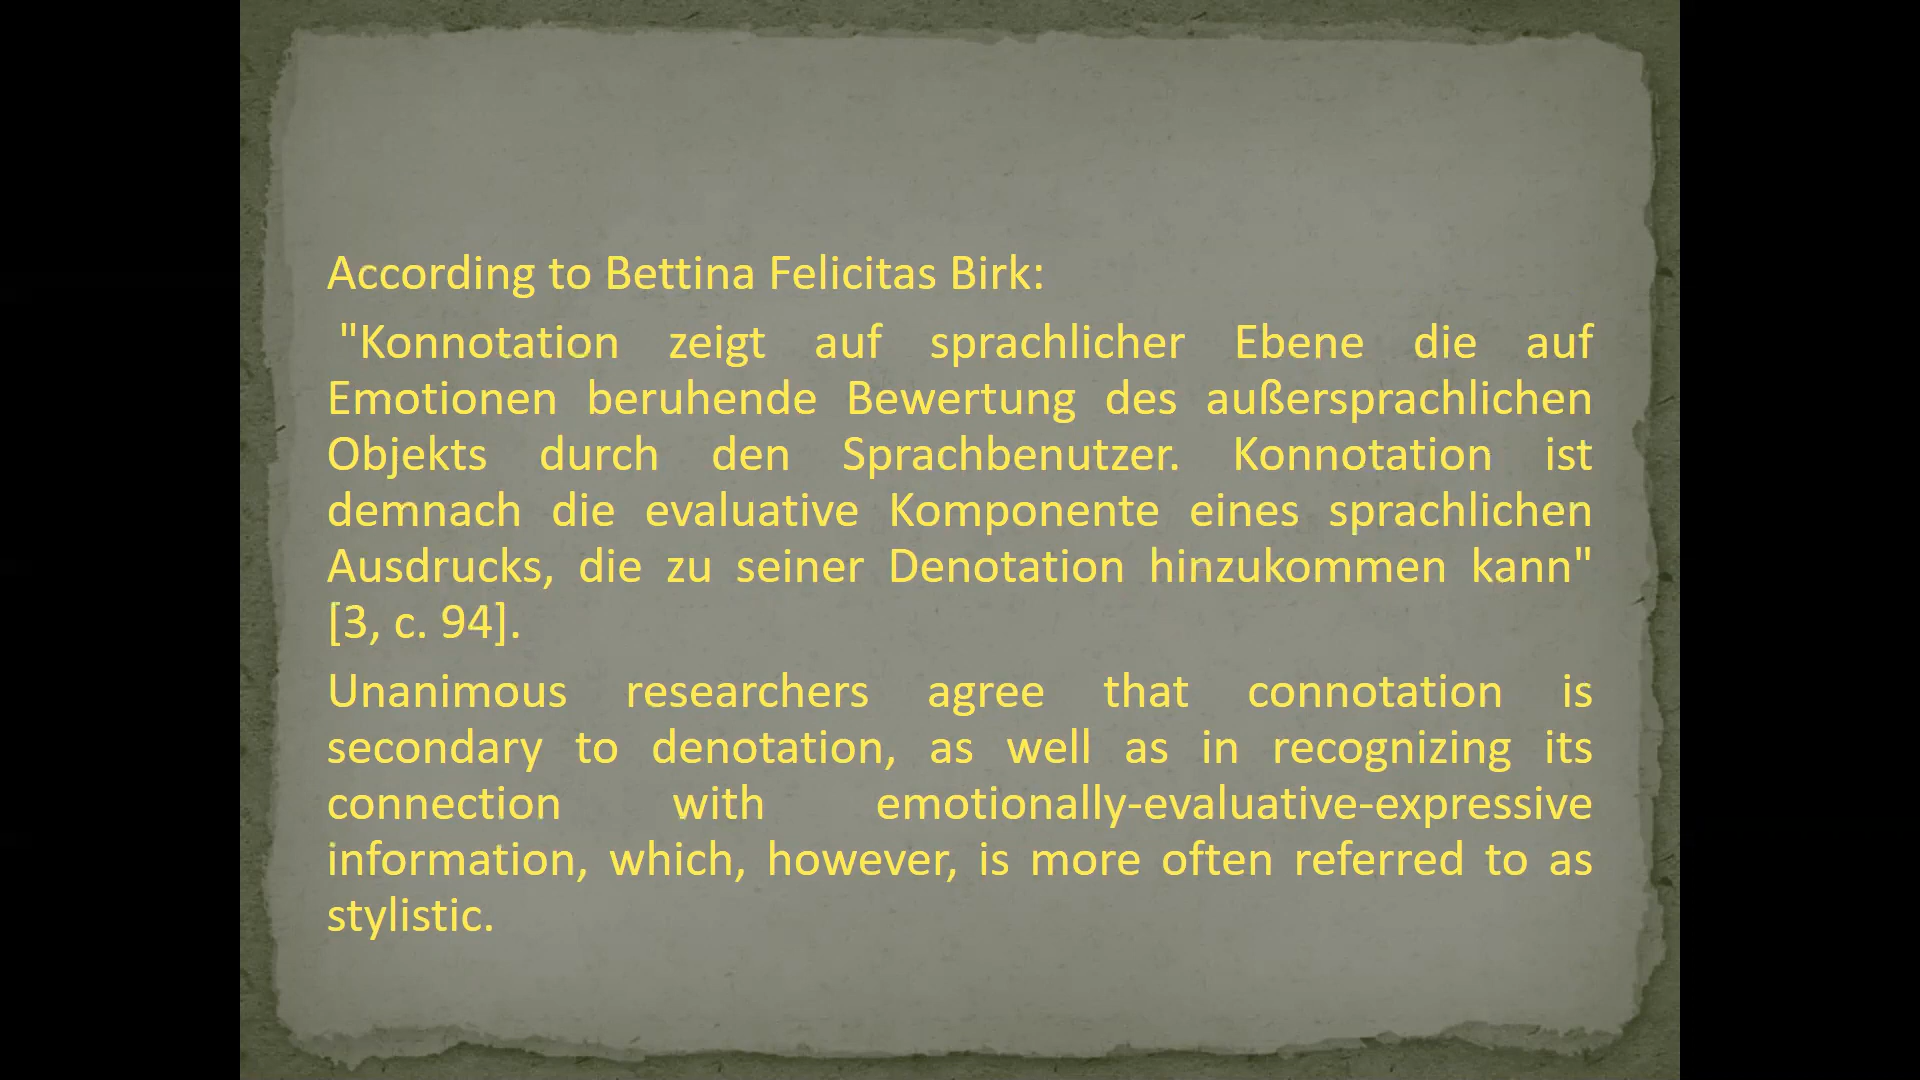 According to Bettina Felicitas Birk:
"Konnotation zeigt auf sprachlicher Ebene die auf
Emotionen beruhende Bewertung des außersprachlichen
Objekts durch den Sprachbenutzer. Konnotation ist
demnach die evaluative Komponente eines sprachlichen
Ausdrucks, die zu seiner Denotation hinzukommen kann"
[3, c. 94].
Unanimous researchers agree that connotation is
secondary to denotation, as well as in recognizing its
connection with emotionally-evaluative-expressive
information, which, however, is more often referred to as
stylistic.